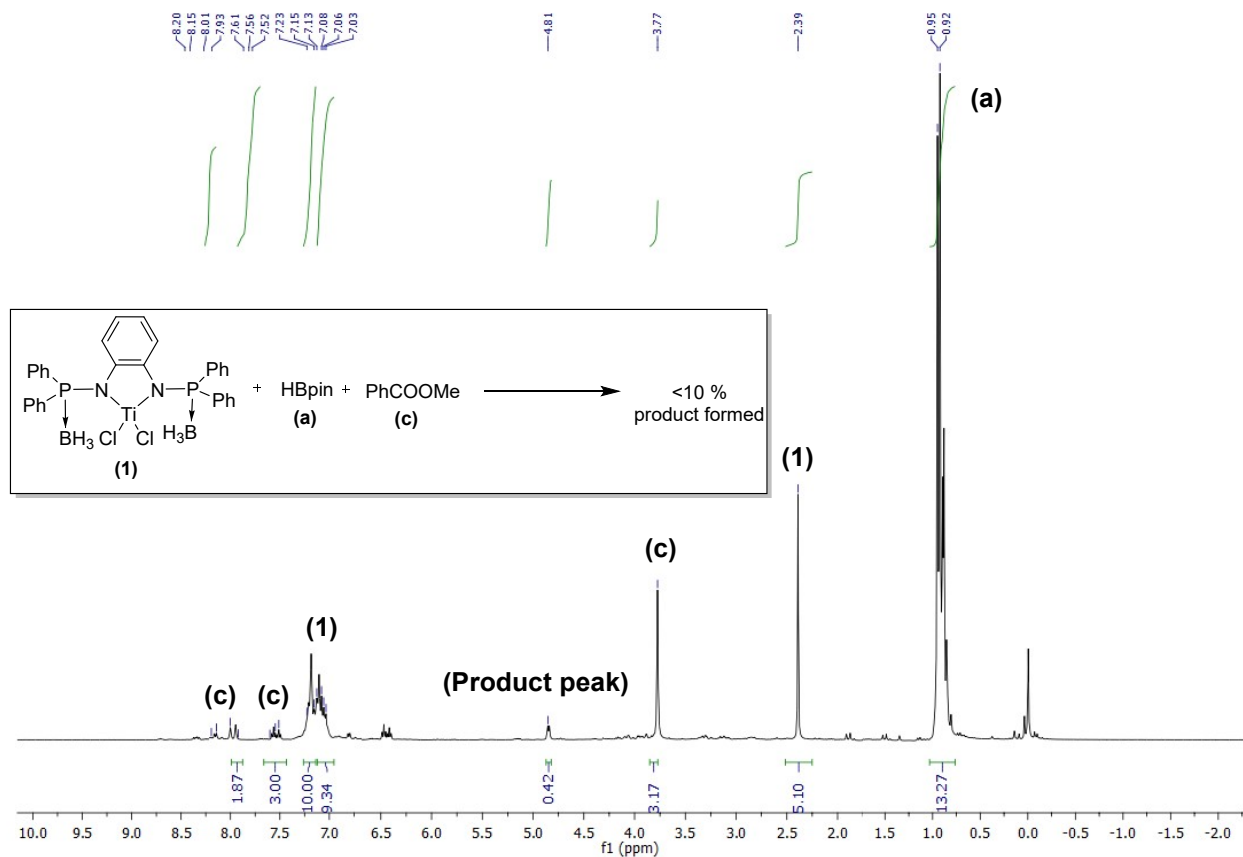 8.20
8.15
8.01
7.93
7.61
7.56
7.52
7.23
7.15
7.13
7.08
7.06
7.03
4.81
3.77
2.39
0.95
0.92
(a)
Ph
Ph
P
N
N
P
Ph
Ph
Ti
BH3
Cl
Cl
H3B
(1)
+
HBpin
(a)
+
PhCOOMe
(c)
<10 %
product formed
(1)
(c)
(1)
(Product peak)
(c)
(c)
1.87
3.00
10.00
9.34
0.42
3.17
5.10
13.27
10.0 9.5 9.0 8.5 8.0 7.5 7.0 6.5 6.0 5.5 5.0 4.5 4.0 3.5 3.0 2.5 2.0 1.5 1.0 0.5 0.0 -0.5 -1.0 -1.5 -2.0
f1 (ppm)